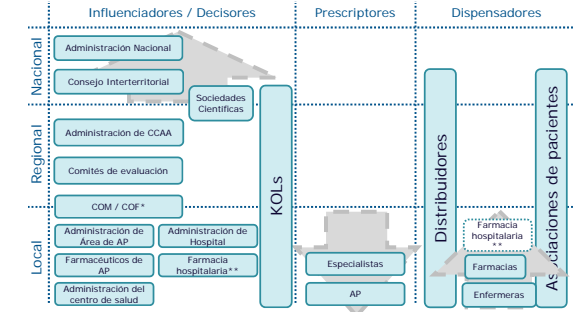 Influenciadores / Decisores
Prescriptores
Dispensadores
Nacional
Administración Nacional
Consejo Interterritorial
Sociedades
Científicas
Regional
Administración de CCAA
Comités de evaluación
COM / COF*
Local
Administración de
Área de AP
Administración de
Hospital
Farmacéuticos de
AP
Farmacia
hospitalaria**
Administración del
centro de salud
KOLs
Especialistas
AP
Distribuidores
Farmacia
hospitalaria
**
Farmacias
Enfermeras
Asociaciones de pacientes